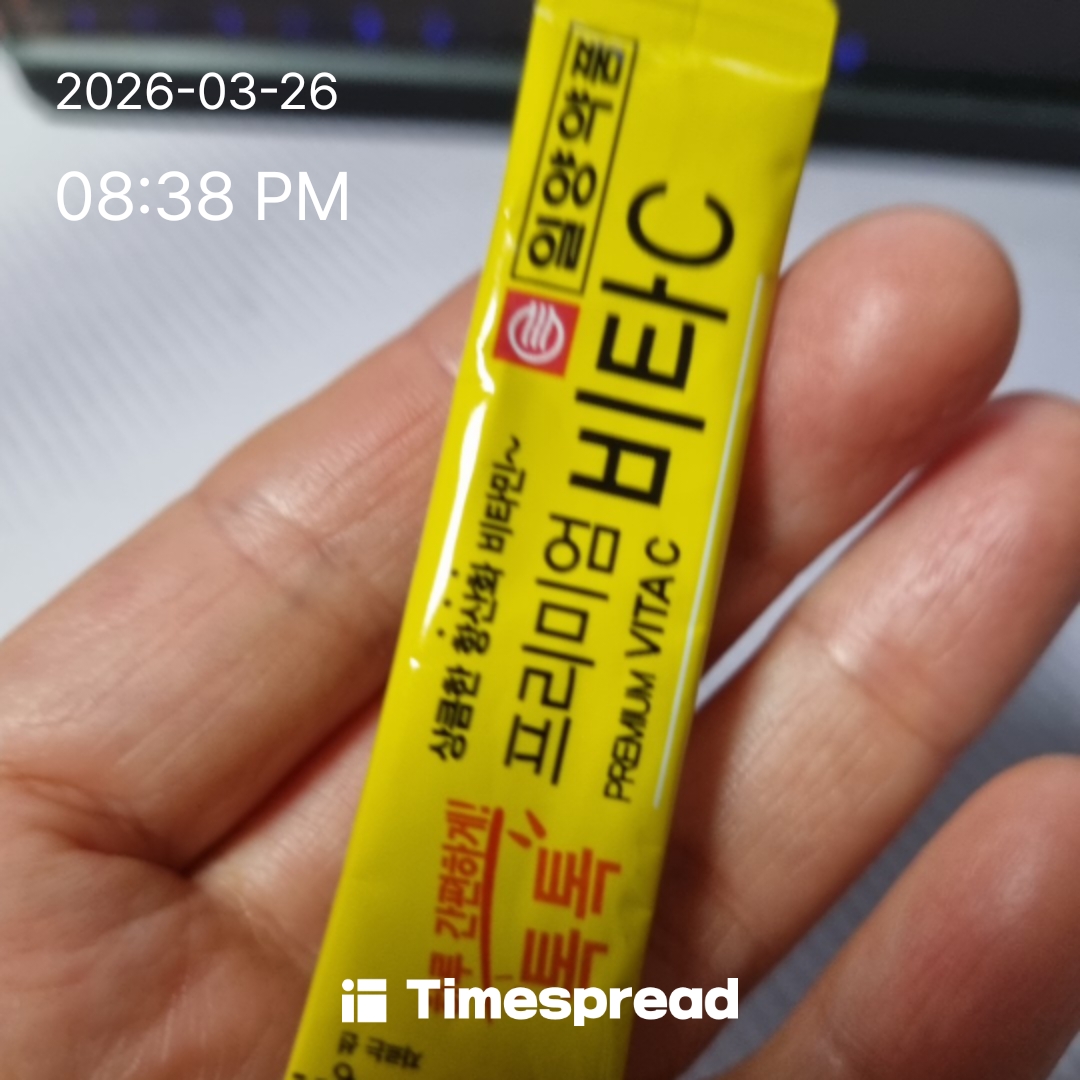 2026-03-26
08:38 PM
일양약품
프리미엄 비타C
PREMIUM VITA C
상큼한 항산화 비타민~
간편하게!
톡톡
Timespread